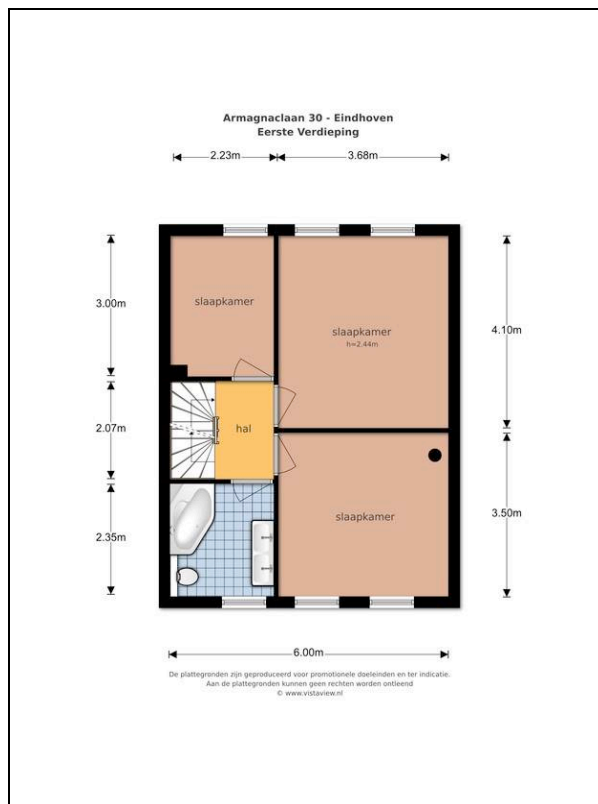 Armagnaclaan 30 - Eindhoven
Eerste Verdieping
2.23m
3.68m
3.00m
slaapkamer
slaapkamer
h=2.44m
4.10m
2.07m
hal
2.35m
slaapkamer
3.50m
6.00m
De plattegronden zijn geproduceerd voor promotionele doeleinden en ter indicatie.
Aan de plattegronden kunnen geen rechten worden ontleend
© www.vistaview.nl